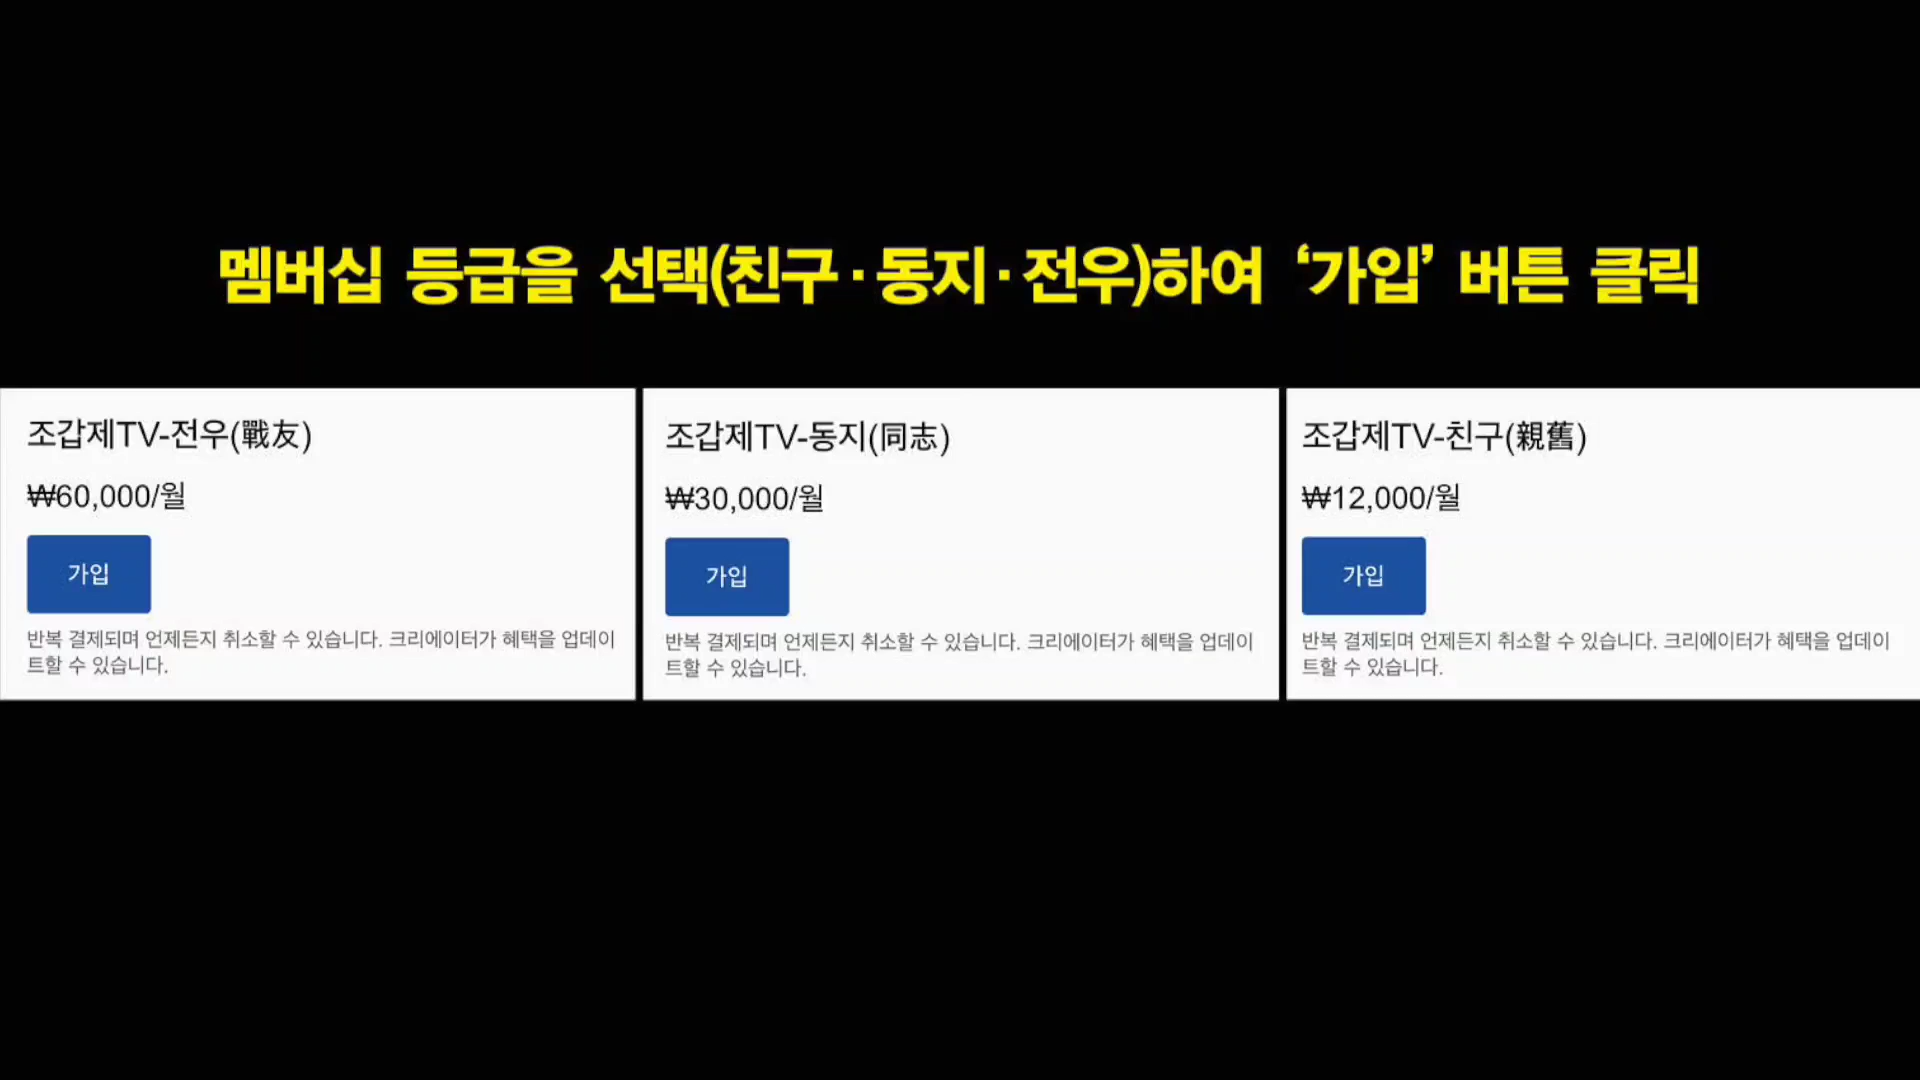 멤버십 등급을 선택(친구·동지·전우)하여 ‘가입’ 버튼 클릭
조갑제TV-전우(戰友)
₩60,000/월
가입
반복 결제되며 언제든지 취소할 수 있습니다. 크리에이터가 혜택을 업데이
트할 수 있습니다.
조갑제TV-동지(同志)
₩30,000/월
가입
반복 결제되며 언제든지 취소할 수 있습니다. 크리에이터가 혜택을 업데이
트할 수 있습니다.
조갑제TV-친구(親舊)
₩12,000/월
가입
반복 결제되며 언제든지 취소할 수 있습니다. 크리에이터가 혜택을 업데이
트할 수 있습니다.